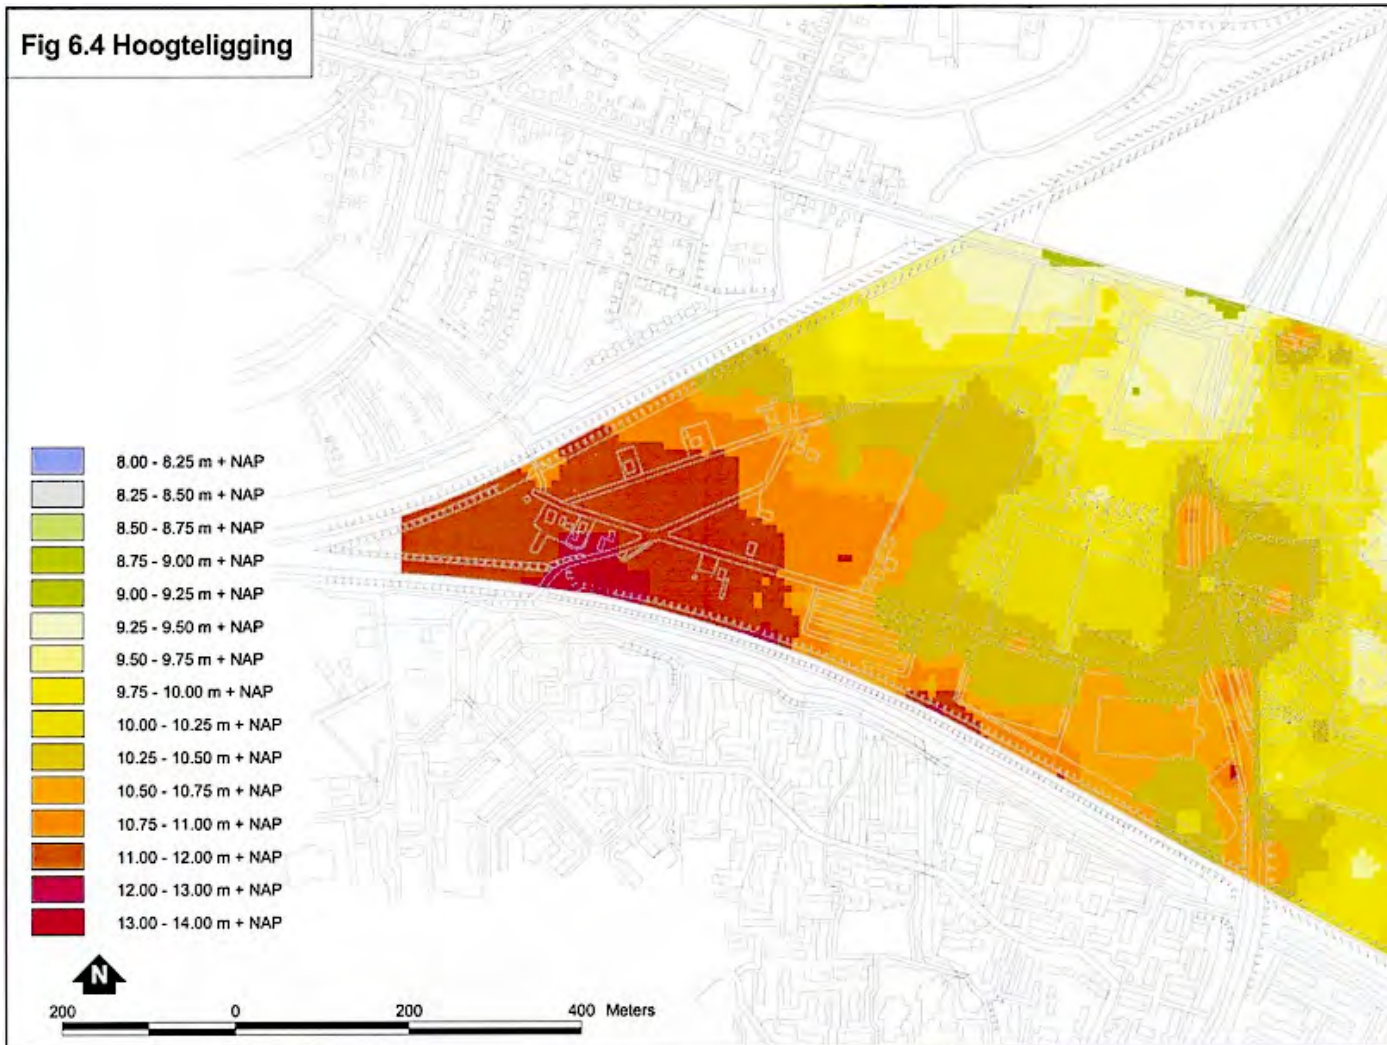 Fig 6.4 Hoogteligging
8.00 - 8.25 m + NAP
8.25 - 8.50 m + NAP
8.50 - 8.75 m + NAP
8.75 - 9.00 m + NAP
9.00 - 9.25 m + NAP
9.25 - 9.50 m + NAP
9.50 - 9.75 m + NAP
9.75 - 10.00 m + NAP
10.00 - 10.25 m + NAP
10.25 - 10.50 m + NAP
10.50 - 10.75 m + NAP
10.75 - 11.00 m + NAP
11.00 - 12.00 m + NAP
12.00 - 13.00 m + NAP
13.00 - 14.00 m + NAP
N
200 0 200 400 Meters